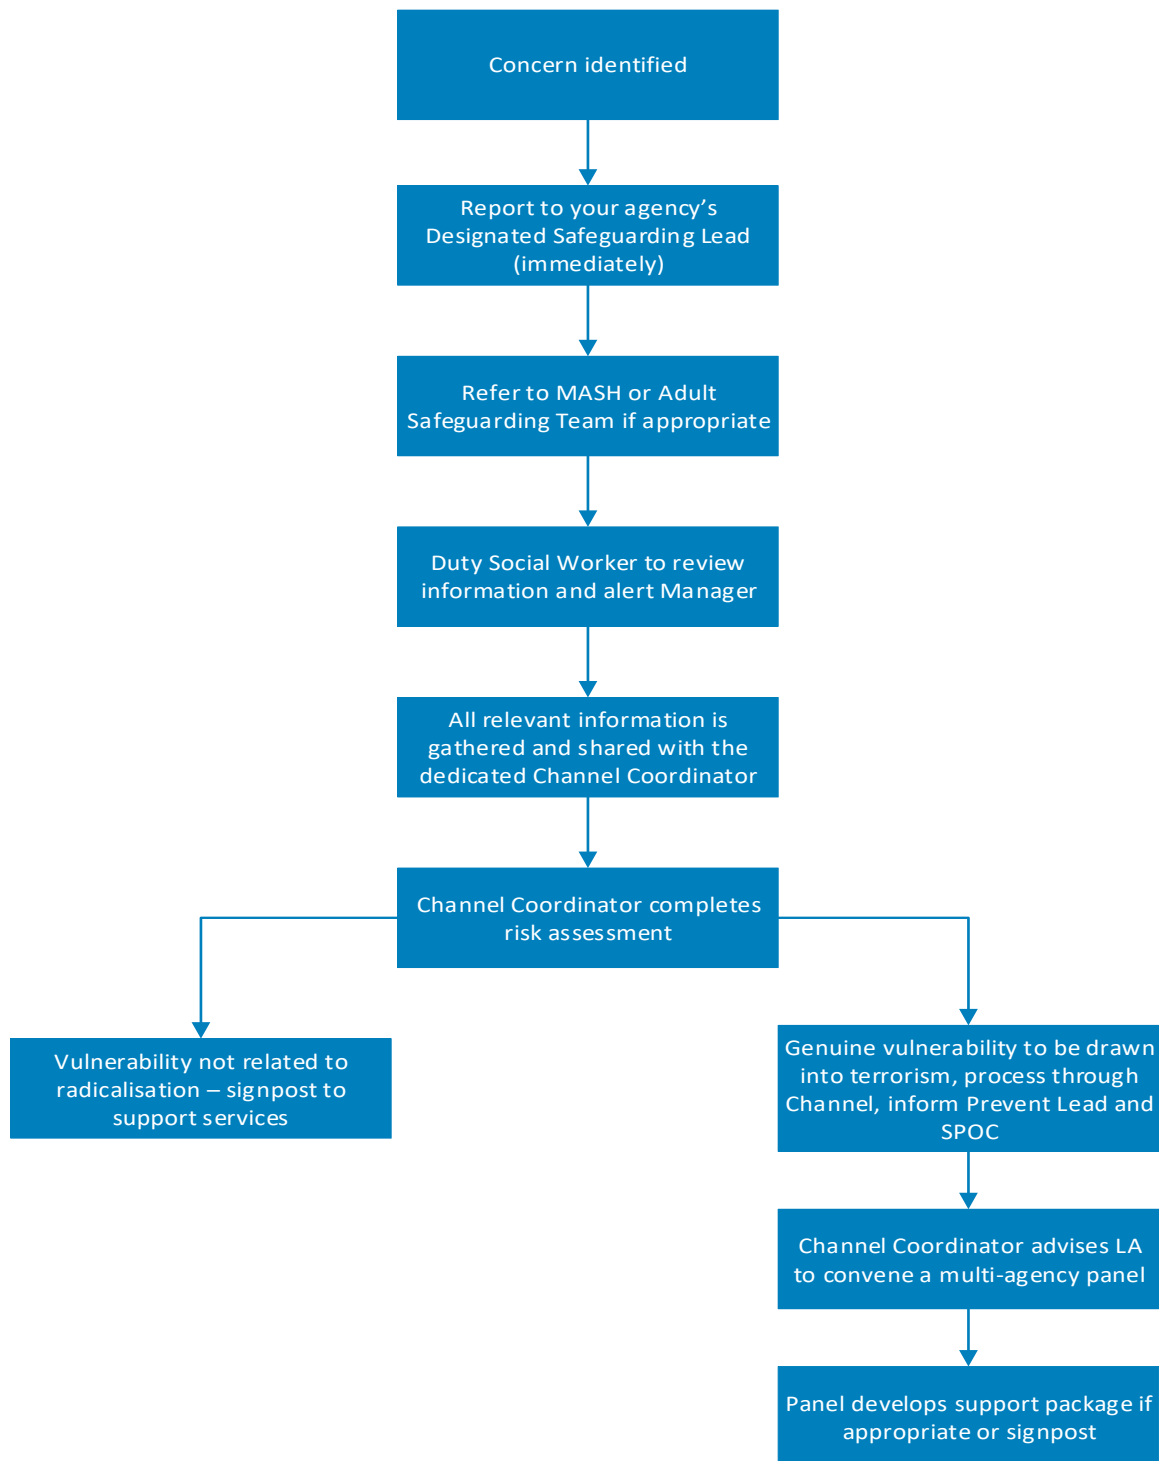 Concern identified
Report to your agency’s
Designated Safeguarding Lead
(immediately)
Refer to MASH or Adult
Safeguarding Team if appropriate
Duty Social Worker to review
information and alert Manager
All relevant information is
gathered and shared with the
dedicated Channel Coordinator
Channel Coordinator completes
risk assessment
Vulnerability not related to
radicalisation – signpost to
support services
Genuine vulnerability to be drawn
into terrorism, process through
Channel, inform Prevent Lead and
SPOC
Channel Coordinator advises LA
to convene a multi-agency panel
Panel develops support package if
appropriate or signpost